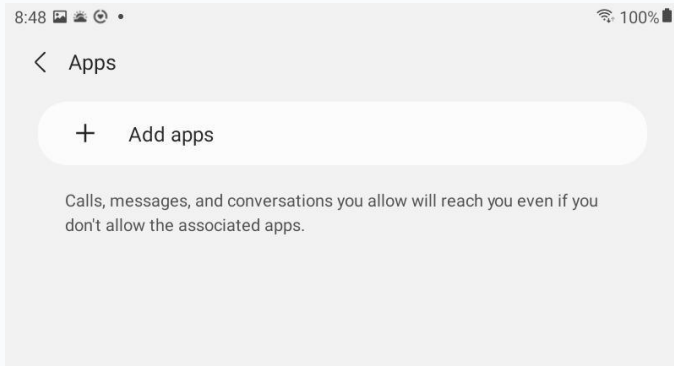 8:48 100%
Apps
+ Add apps
Calls, messages, and conversations you allow will reach you even if you
don't allow the associated apps.